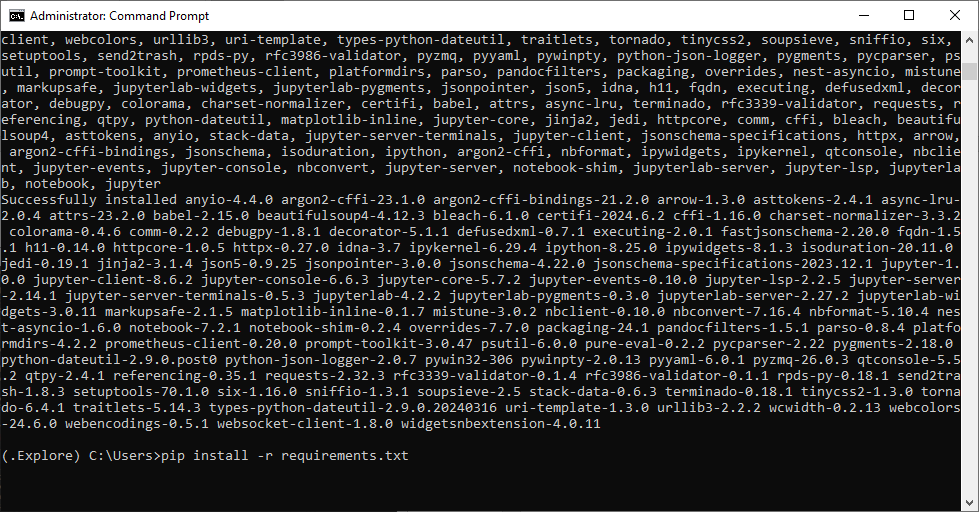 Administrator: Command Prompt
client, webcolors, urllib3, uri-template, types-python-dateutil, traitlets, tornado, tinycss2, soupsieve, sniffio, six,
setuptools, send2trash, rpds-py, rfc3986-validator, pyzmq, pyyaml, pywinpty, python-json-logger, pygments, pycparser, ps
util, prompt-toolkit, prometheus-client, platformdirs, parso, pandocfilters, packaging, overrides, nest-asyncio, mistune
, markupsafe, jupyterlab-widgets, jupyterlab-pygments, jsonpointer, json5, idna, h11, fqdn, executing, defusedxml, decor
ator, debugpy, colorama, charset-normalizer, certifi, babel, attrs, async-lru, terminado, rfc3339-validator, requests, r
eferencing, qtpy, python-dateutil, matplotlib-inline, jupyter-core, jinja2, jedi, httpcore, comm, cffi, bleach, beautifu
lsoup4, asttokens, anyio, stack-data, jupyter-server-terminals, jupyter-client, jsonschema-specifications, httpx, arrow,
 argon2-cffi-bindings, jsonschema, isoduration, ipython, argon2-cffi, nbformat, ipywidgets, ipykernel, qtconsole, nbclie
nt, jupyter-events, jupyter-console, nbconvert, jupyter-server, notebook-shim, jupyterlab-server, jupyter-lsp, jupyterla
b, notebook, jupyter
Successfully installed anyio-4.4.0 argon2-cffi-23.1.0 argon2-cffi-bindings-21.2.0 arrow-1.3.0 asttokens-2.4.1 async-lru-
2.0.4 attrs-23.2.0 babel-2.15.0 beautifulsoup4-4.12.3 bleach-6.1.0 certifi-2024.6.2 cffi-1.16.0 charset-normalizer-3.3.2
 colorama-0.4.6 comm-0.2.2 debugpy-1.8.1 decorator-5.1.1 defusedxml-0.7.1 executing-2.0.1 fastjsonschema-2.20.0 fqdn-1.5
.1 h11-0.14.0 httpcore-1.0.5 httpx-0.27.0 idna-3.7 ipykernel-6.29.4 ipython-8.25.0 ipywidgets-8.1.3 isoduration-20.11.0
jedi-0.19.1 jinja2-3.1.4 json5-0.9.25 jsonpointer-3.0.0 jsonschema-4.22.0 jsonschema-specifications-2023.12.1 jupyter-1.
0.0 jupyter-client-8.6.2 jupyter-console-6.6.3 jupyter-core-5.7.2 jupyter-events-0.10.0 jupyter-lsp-2.2.5 jupyter-server
-2.14.1 jupyter-server-terminals-0.5.3 jupyterlab-4.2.2 jupyterlab-pygments-0.3.0 jupyterlab-server-2.27.2 jupyterlab-wi
dgets-3.0.11 markupsafe-2.1.5 matplotlib-inline-0.1.7 mistune-3.0.2 nbclient-0.10.0 nbconvert-7.16.4 nbformat-5.10.4 nes
t-asyncio-1.6.0 notebook-7.2.1 notebook-shim-0.2.4 overrides-7.7.0 packaging-24.1 pandocfilters-1.5.1 parso-0.8.4 platfo
rmdirs-4.2.2 prometheus-client-0.20.0 prompt-toolkit-3.0.47 psutil-6.0.0 pure-eval-0.2.2 pycparser-2.22 pygments-2.18.0
python-dateutil-2.9.0.post0 python-json-logger-2.0.7 pywin32-306 pywinpty-2.0.13 pyyaml-6.0.1 pyzmq-26.0.3 qtconsole-5.5
.2 qtpy-2.4.1 referencing-0.35.1 requests-2.32.3 rfc3339-validator-0.1.4 rfc3986-validator-0.1.1 rpds-py-0.18.1 send2tra
sh-1.8.3 setuptools-70.1.0 six-1.16.0 sniffio-1.3.1 soupsieve-2.5 stack-data-0.6.3 terminado-0.18.1 tinycss2-1.3.0 torna
do-6.4.1 traitlets-5.14.3 types-python-dateutil-2.9.0.20240316 uri-template-1.3.0 urllib3-2.2.2 wcwidth-0.2.13 webcolors
-24.6.0 webencodings-0.5.1 websocket-client-1.8.0 widgetsnbextension-4.0.11
(.Explore) C:\Users>pip install -r requirements.txt